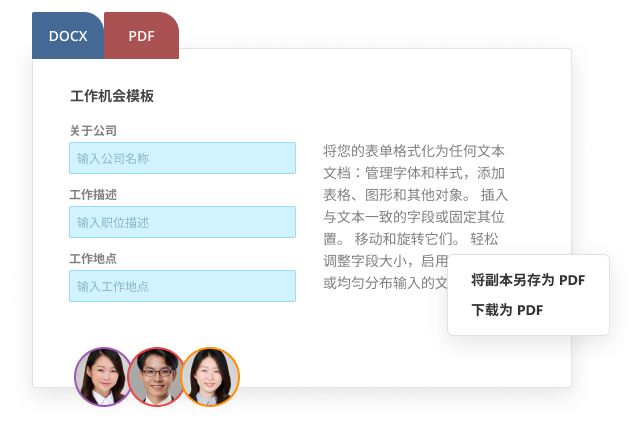 DOCX PDF
工作机会模板
关于公司
输入公司名称
工作描述
输入职位描述
工作地点
输入工作地点
将您的表单格式化为任何文本
文档：管理字体和样式，添加
表格、图形和其他对象。 插入
与文本一致的字段或固定其位
置。 移动和旋转它们。 轻松
调整字段大小，启用
或均匀分布输入的文
将副本另存为 PDF
下载为 PDF